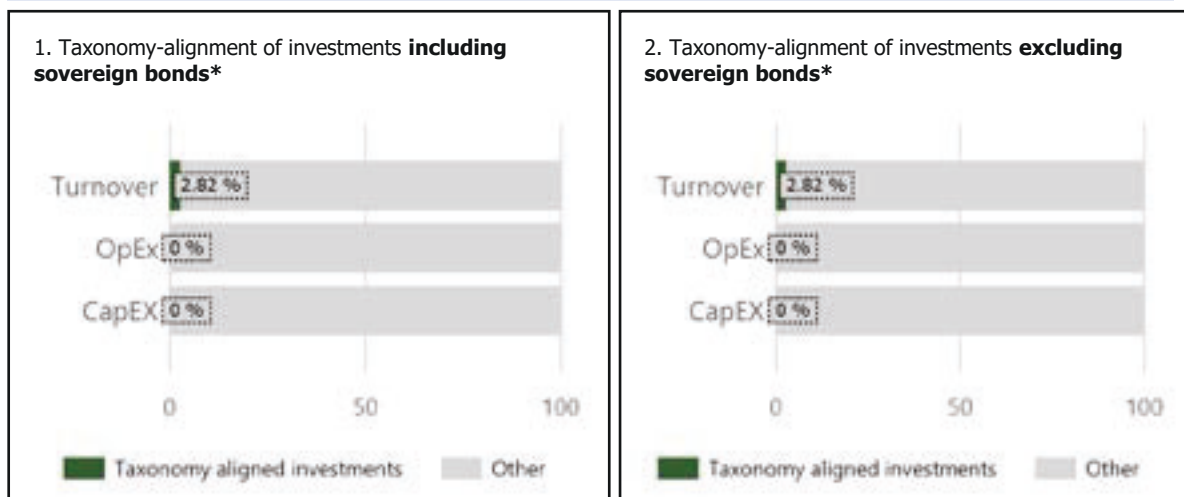 1. Taxonomy-alignment of investments including
sovereign bonds*
Turnover 2.82 %
OpEx 0 %
CapEX 0 %
0 50 100
Taxonomy aligned investments Other
2. Taxonomy-alignment of investments excluding
sovereign bonds*
Turnover 2.82 %
OpEx 0 %
CapEX 0 %
0 50 100
Taxonomy aligned investments Other